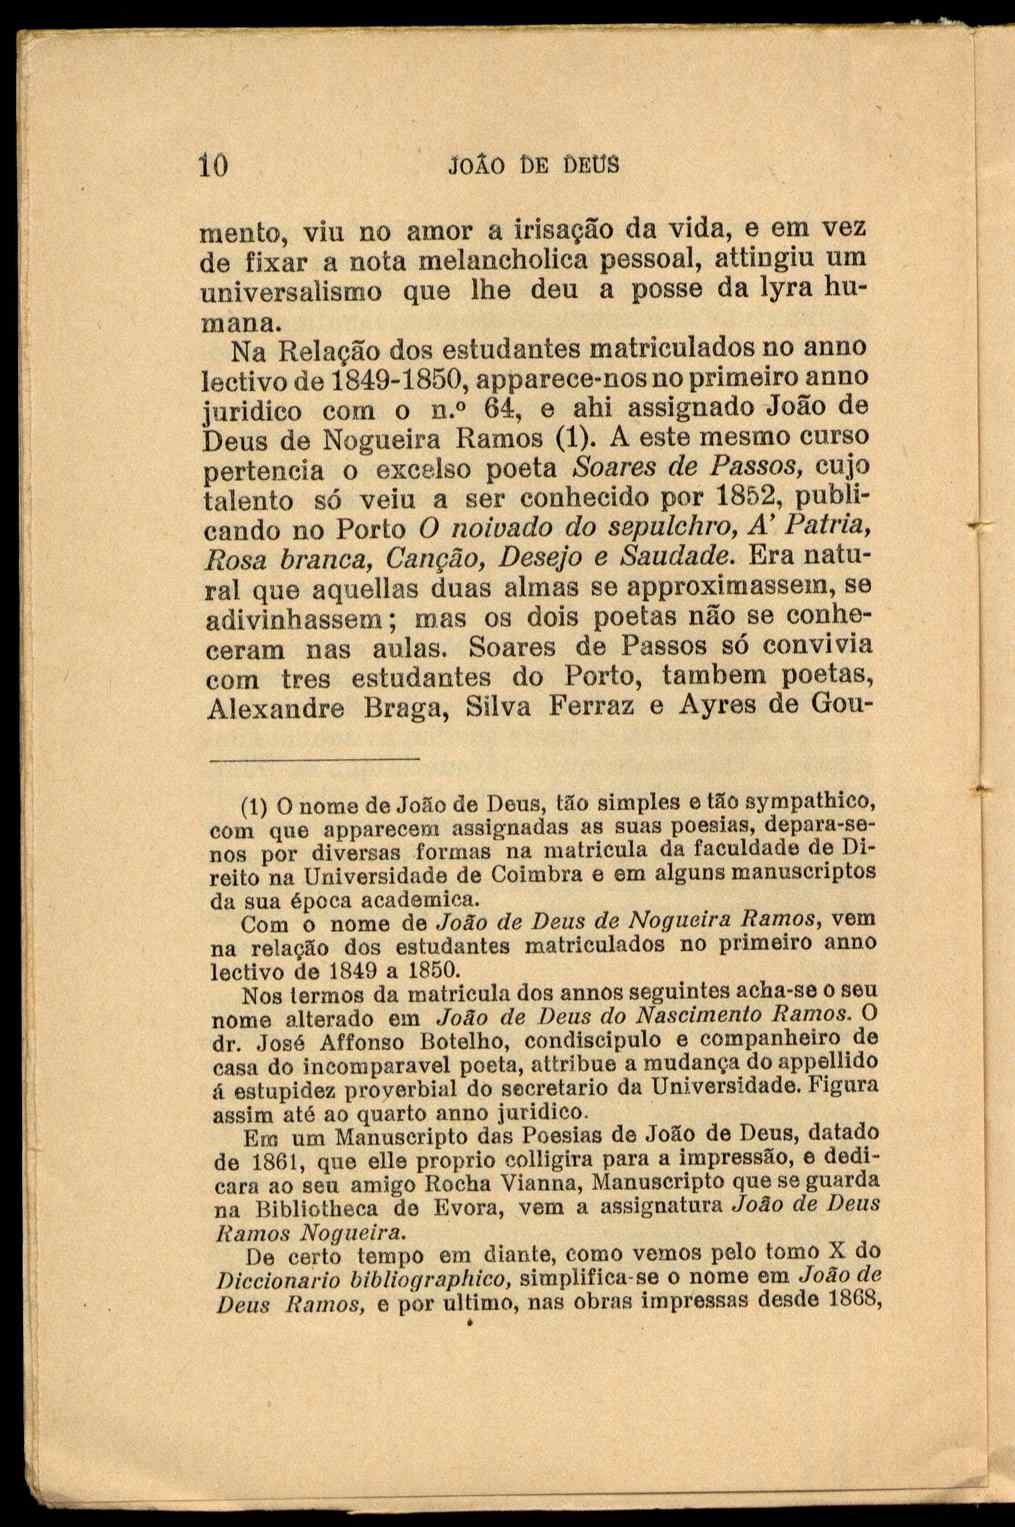 10 JOÃO DE DEUS
mento, viu no amor a irisação da vida, e em vez
de fixar a nota melancholica pessoal, attingiu um
universalismo que lhe deu a posse da lyra hu-
mana.
Na Relação dos estudantes matriculados no anno
lectivo de 1849-1850, apparece-nos no primeiro anno
juridico com o n.º 64, e ahi assignado João de
Deus de Nogueira Ramos (1). A este mesmo curso
pertencia o excelso poeta Soares de Passos, cujo
talento só veiu a ser conhecido por 1852, publi-
cando no Porto O noivado do sepulchro, A' Patria,
Rosa branca, Canção, Desejo e Saudade. Era natu-
ral que aquellas duas almas se approximassem, se
adivinhassem; mas os dois poetas não se conhe-
ceram nas aulas. Soares de Passos só convivia
com tres estudantes do Porto, tambem poetas,
Alexandre Braga, Silva Ferraz e Ayres de Gou-
(1) O nome de João de Deus, tão simples e tão sympathico,
com que apparecem assignadas as suas poesias, depara-se-
nos por diversas formas na matricula da faculdade de Di-
reito na Universidade de Coimbra e em alguns manuscriptos
da sua época academica.
Com o nome de João de Deus de Nogueira Ramos, vem
na relação dos estudantes matriculados no primeiro anno
lectivo de 1849 a 1850.
Nos termos da matricula dos annos seguintes acha-se o seu
nome alterado em João de Deus do Nascimento Ramos. O
dr. José Affonso Botelho, condiscipulo e companheiro de
casa do incomparavel poeta, attribue a mudança do appellido
á estupidez proverbial do secretario da Universidade. Figura
assim até ao quarto anno juridico.
Em um Manuscripto das Poesias de João de Deus, datado
de 1861, que elle proprio colligira para a impressão, e dedi-
cara ao seu amigo Rocha Vianna, Manuscripto que se guarda
na Bibliotheca de Evora, vem a assignatura João de Deus
Ramos Nogueira.
De certo tempo em diante, como vemos pelo tomo X do
Diccionario bibliographico, simplifica-se o nome em João de
Deus Ramos, e por ultimo, nas obras impressas desde 1868,